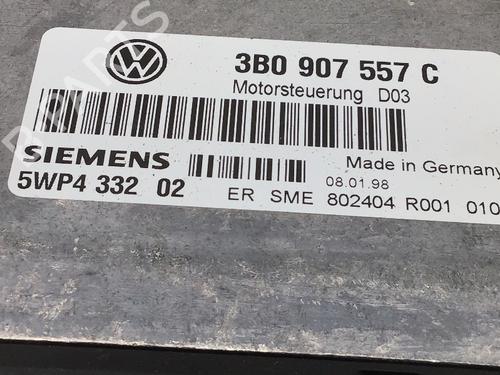 3B0 907 557 C
Motorsteuerung D03
SIEMENS
Made in Germany
5WP4 332 02
08.01.98
ER SME 802404 R001 010
B PARTS